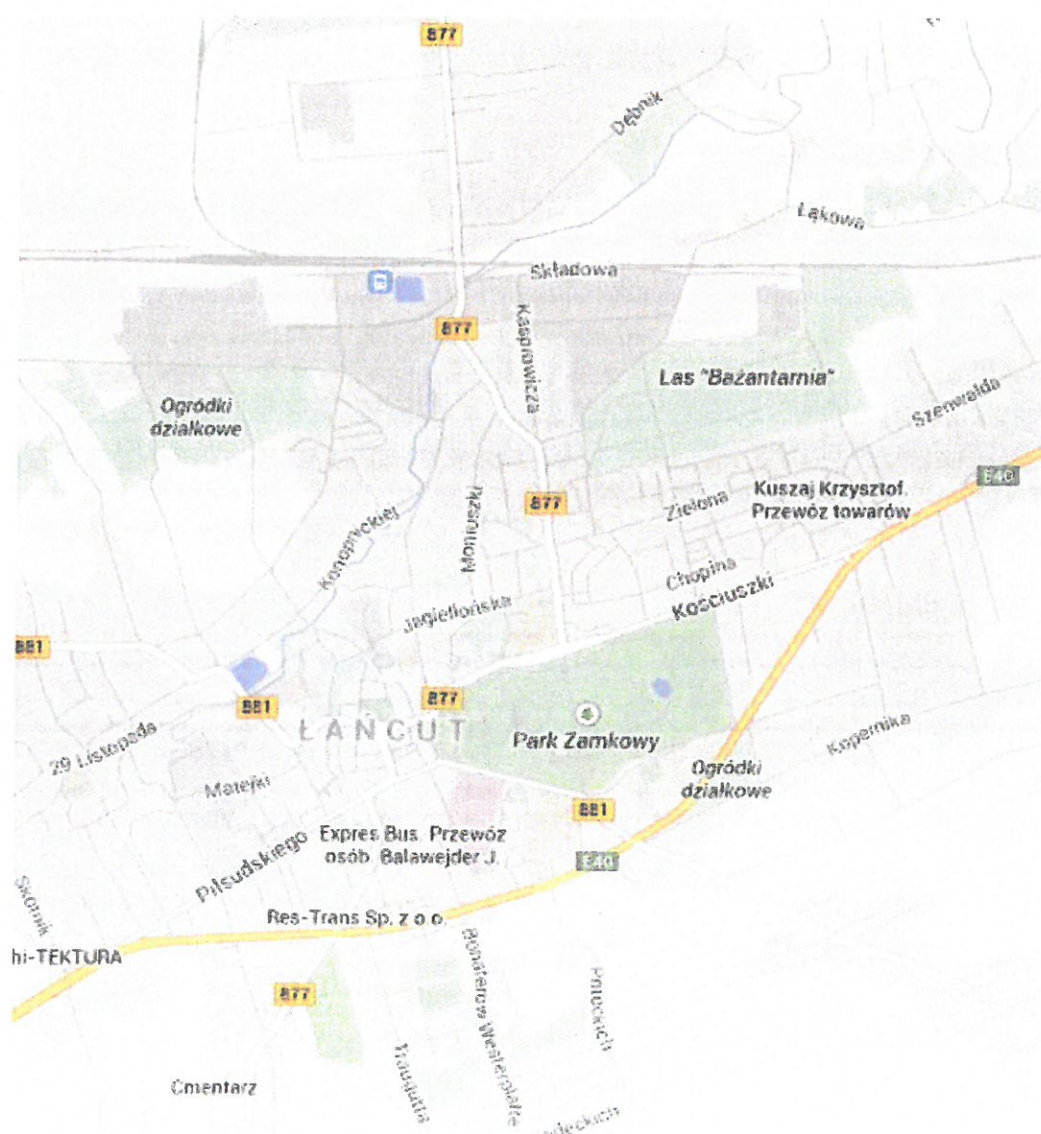 877
Dębnik
Łąkowa
Składowa
877
Kasprowicza
Las "Bażantarnia"
Szenwalda
Ogródki
działkowe
E40
Kuszaj Krzysztof.
Przewóz towarów
877
Zielona
Moniuszki
Konopnickiej
Chopina
Kościuszki
Jagiellońska
881
877
881
ŁAŃCUT
Park Zamkowy
Kopernika
29 Listopada
Ogródki
działkowe
Matejki
881
Expres Bus. Przewóz
osób. Balawejder J.
E40
Piłsudskiego
Res-Trans Sp. z o.o.
hi-TEKTURA
877
Bohaterów Westerplatte
Potockich
Traugutta
Cmentarz